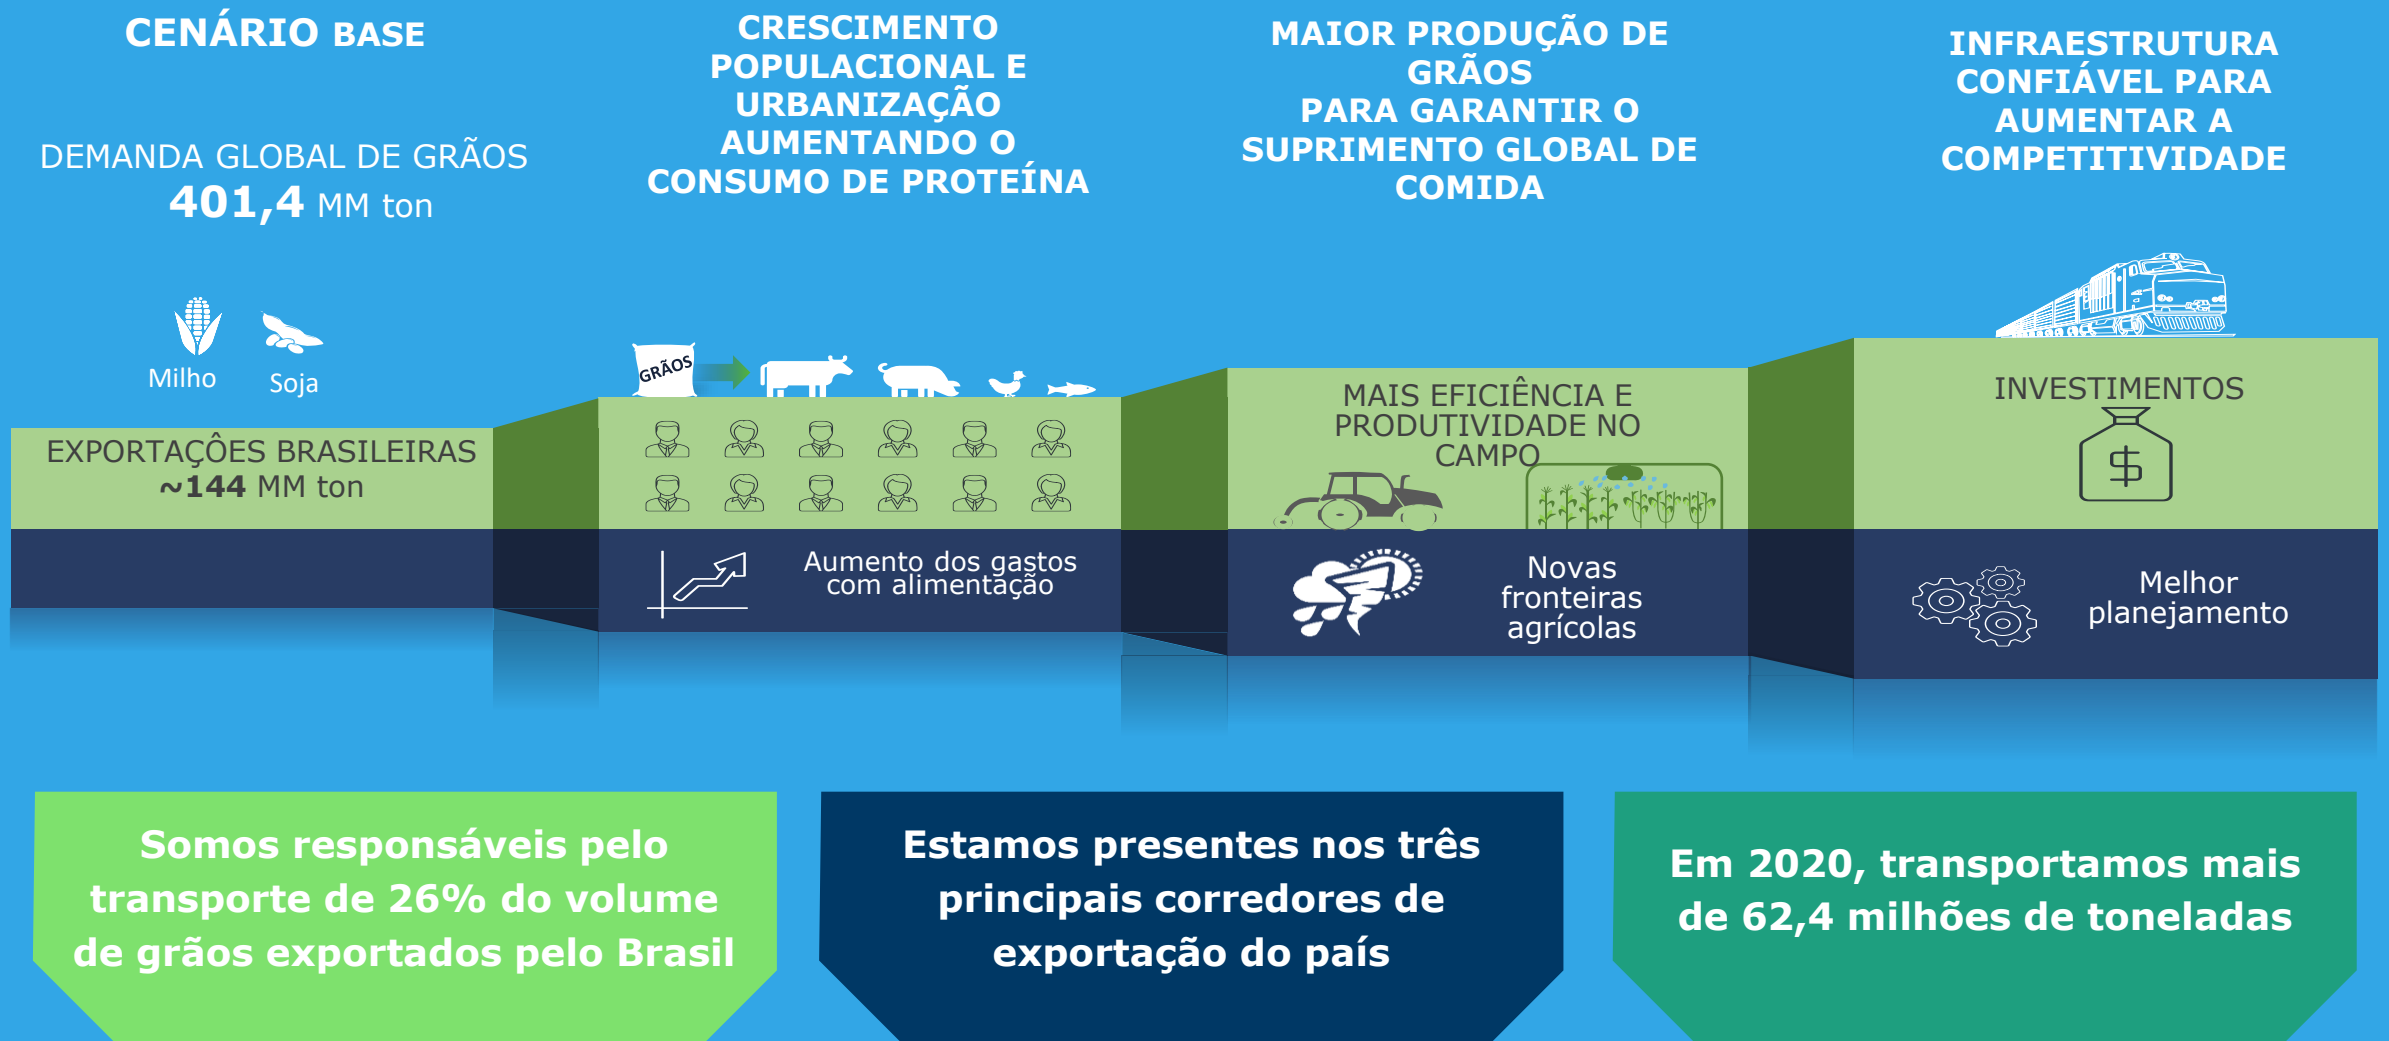 CENÁRIO BASE
DEMANDA GLOBAL DE GRÃOS
401,4 MM ton
Milho
Soja
EXPORTAÇÔES BRASILEIRAS
~144 MM ton
CRESCIMENTO
POPULACIONAL E
URBANIZAÇÃO
AUMENTANDO O
CONSUMO DE PROTEÍNA
GRÃOS
Aumento dos gastos
com alimentação
MAIOR PRODUÇÃO DE
GRÃOS
PARA GARANTIR O
SUPRIMENTO GLOBAL DE
COMIDA
MAIS EFICIÊNCIA E
PRODUTIVIDADE NO
CAMPO
Novas
fronteiras
agrícolas
INFRAESTRUTURA
CONFIÁVEL PARA
AUMENTAR A
COMPETITIVIDADE
INVESTIMENTOS
$
Melhor
planejamento
Somos responsáveis pelo
transporte de 26% do volume
de grãos exportados pelo Brasil
Estamos presentes nos três
principais corredores de
exportação do país
Em 2020, transportamos mais
de 62,4 milhões de toneladas